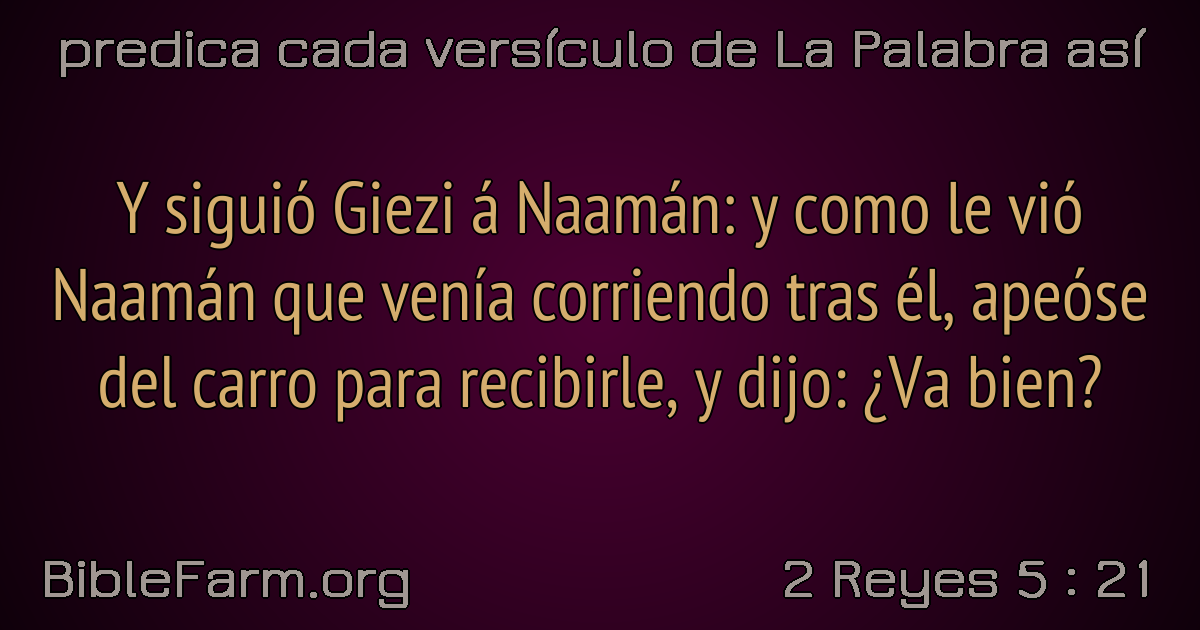 predica cada versículo de La Palabra así
Y siguió Giezi á Naamán: y como le vió
Naamán que venía corriendo tras él, apeóse
del carro para recibirle, y dijo: ¿Va bien?
BibleFarm.org
2 Reyes 5 : 21